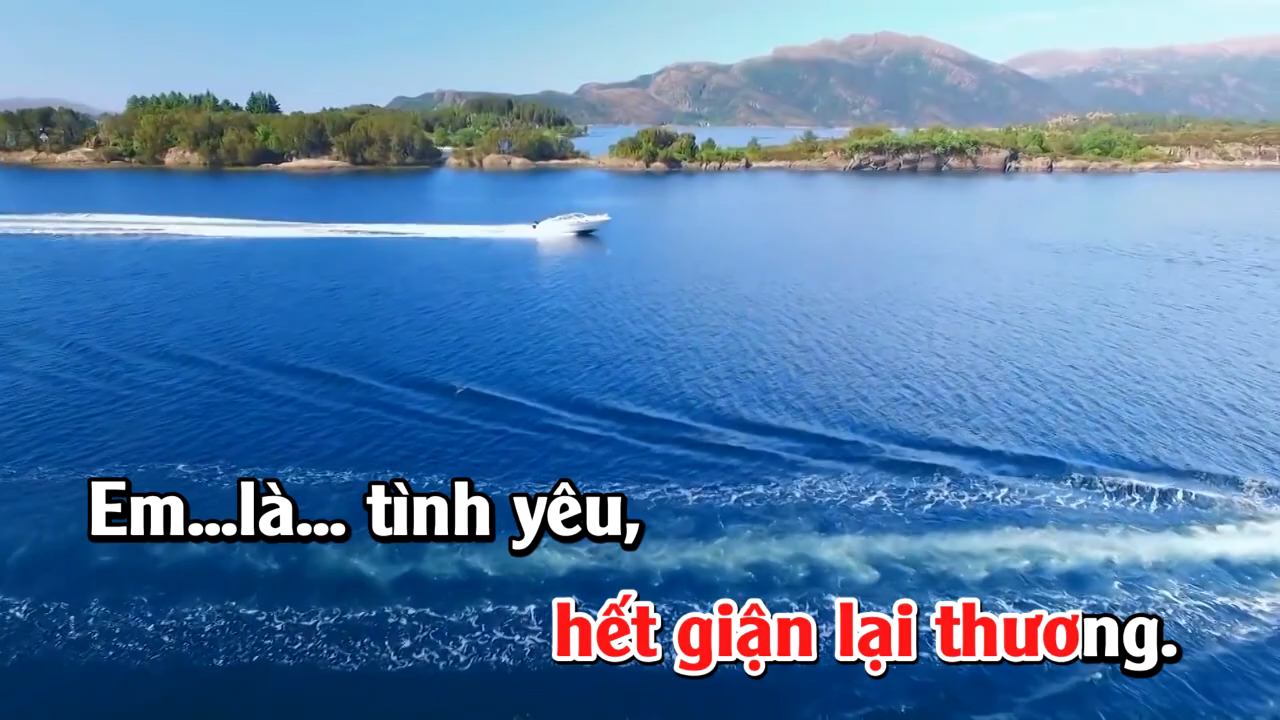 Em...là... tình yêu,
hết giận lại thương.